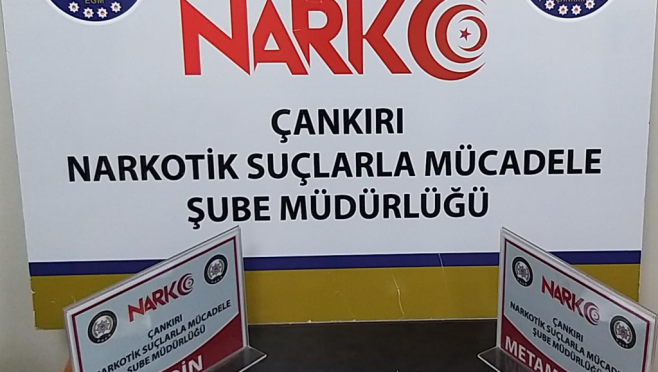 EGM
NARKO
ÇANKIRI
NARKOTİK SUÇLARLA MÜCADELE
ŞUBE MÜDÜRLÜĞÜ
NARKO
ÇANKIRI
NARKOTİK SUÇLARLA MÜCADELE
ŞUBE MÜDÜRLÜĞÜ
NARKO
ÇANKIRI
NARKOTİK SUÇLARLA MÜCADELE
ŞUBE MÜDÜRLÜĞÜ